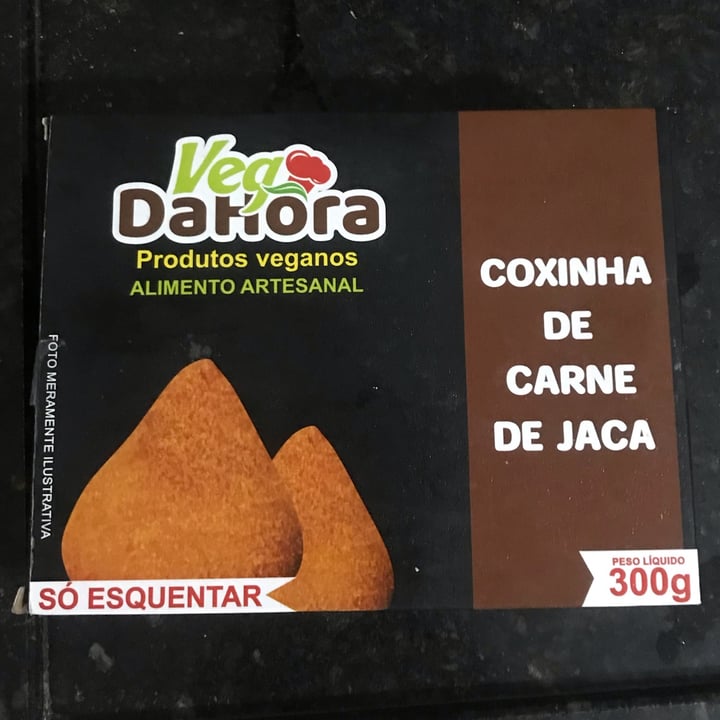 Veg
DaHora
Produtos veganos
ALIMENTO ARTESANAL
FOTO MERAMENTE ILUSTRATIVA
SÓ ESQUENTAR
COXINHA
DE
CARNE
DE JACA
PESO LÍQUIDO
300g